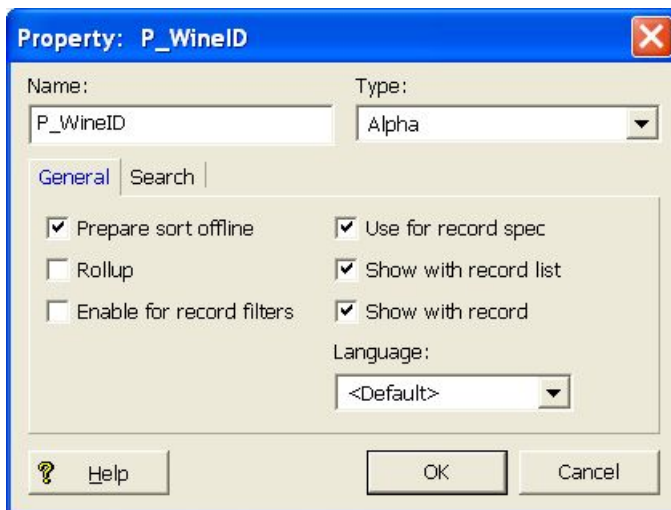 Property: P_WineID
Name:
Type:
P_WineID
Alpha
General
Search
Prepare sort offline
Use for record spec
Rollup
Show with record list
Enable for record filters
Show with record
Language:
<Default>
? Help
OK
Cancel